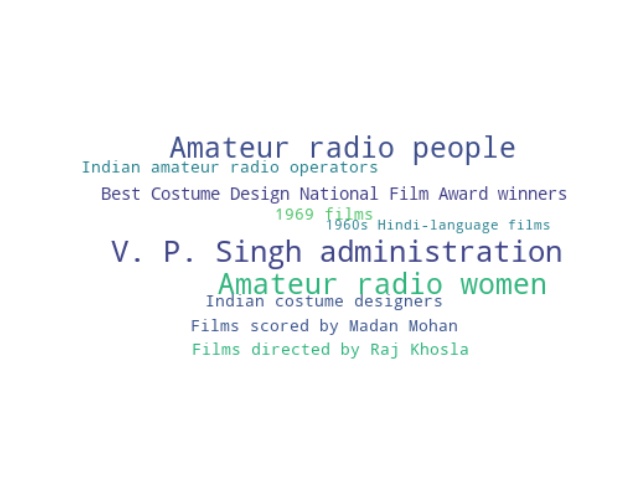 Amateur radio people
Indian amateur radio operators
Best Costume Design National Film Award winners
1969 films
1960s Hindi-language films
V. P. Singh administration
Amateur radio women
Indian costume designers
Films scored by Madan Mohan
Films directed by Raj Khosla